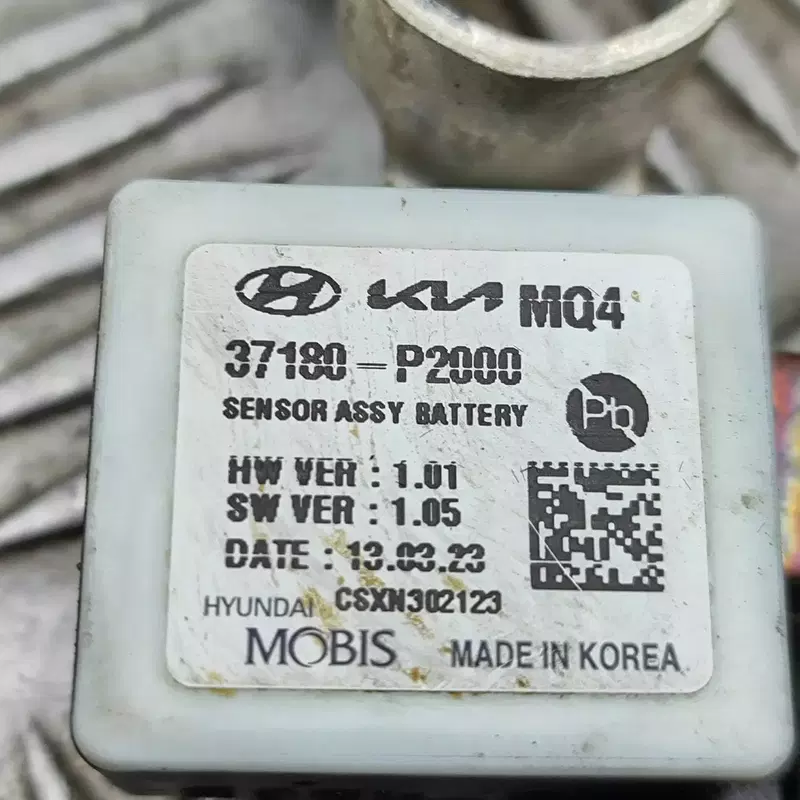 KIA MQ4
37180-P2000
SENSOR ASSY BATTERY
Pb
HW VER : 1.01
SW VER : 1.05
DATE : 13.03.23
CSXN302123
HYUNDAI
MOBIS
MADE IN KOREA